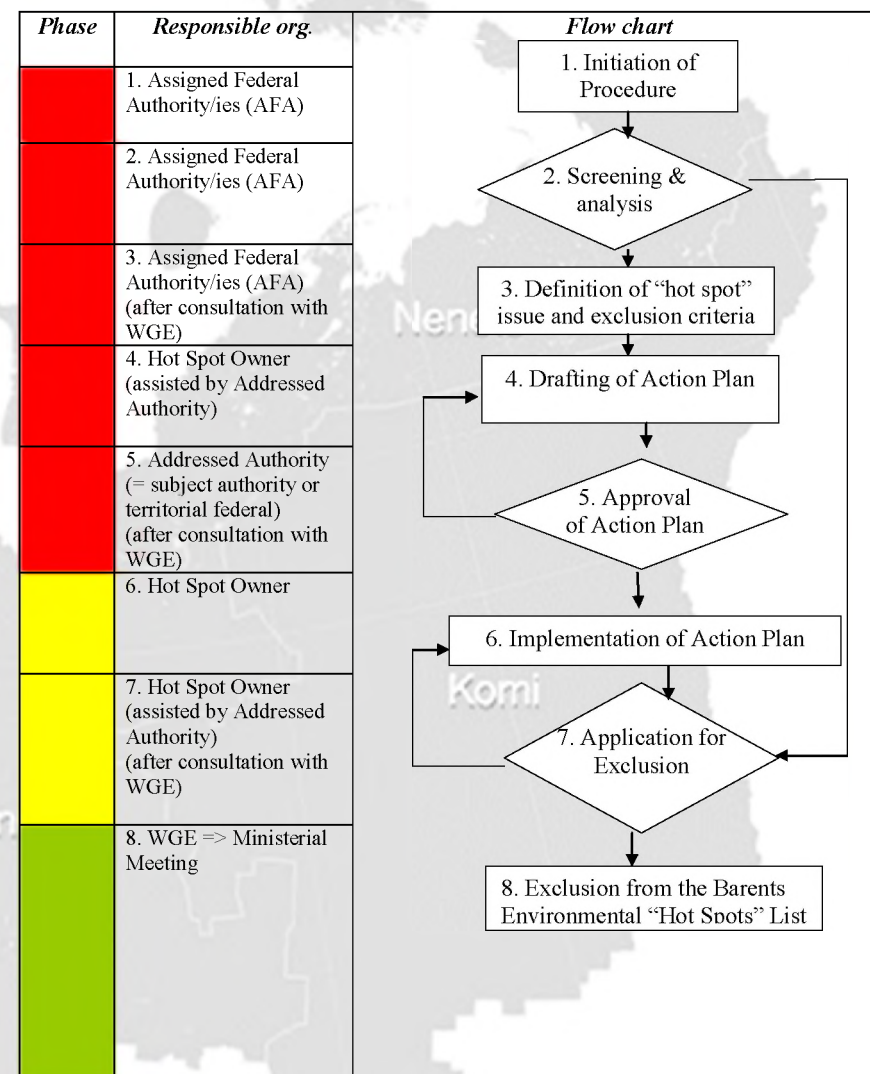 Phase
Responsible org.
Flow chart
1. Assigned Federal
Authority/ies (AFA)
2. Assigned Federal
Authority/ies (AFA)
3. Assigned Federal
Authority/ies (AFA)
(after consultation with
WGE)
4. Hot Spot Owner
(assisted by Addressed
Authority)
5. Addressed Authority
(= subject authority or
territorial federal)
(after consultation with
WGE)
6. Hot Spot Owner
7. Hot Spot Owner
(assisted by Addressed
Authority)
(after consultation with
WGE)
8. WGE => Ministerial
Meeting
1. Initiation of
Procedure
2. Screening &
analysis
3. Definition of “hot spot”
issue and exclusion criteria
4. Drafting of Action Plan
5. Approval
of Action Plan
6. Implementation of Action Plan
Komi
7. Application for
Exclusion
8. Exclusion from the Barents
Environmental “Hot Spots” List